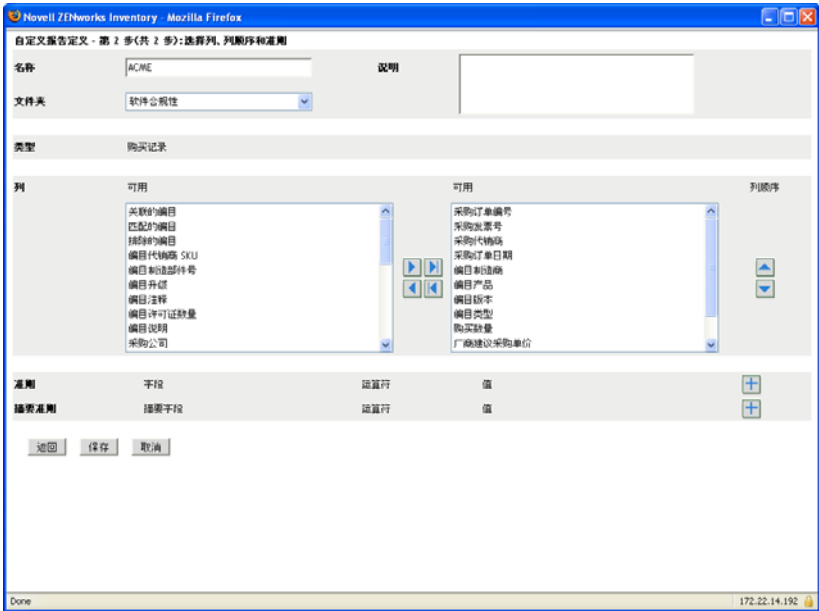 Novell ZENworks Inventory - Mozilla Firefox
自定义报告定义 - 第 2 步(共 2 步):选择列、列顺序和准则
名称 ACME 说明
文件夹 软件合规性
类型 购买记录
列 可用 可用 列顺序
关联的编目 采购订单编号
匹配的编目 采购发票号
排除的编目 采购代销商
编目代销商 SKU 采购订单日期
编目制造部件号 编目制造商
编目升级 编目产品
编目注释 编目版本
编目许可证数量 编目类型
编目说明 购买数量
采购公司 厂商建议采购单价
准则 字段 运算符 值
摘要准则 摘要字段 运算符 值
返回 保存 取消
Done 172.22.14.192